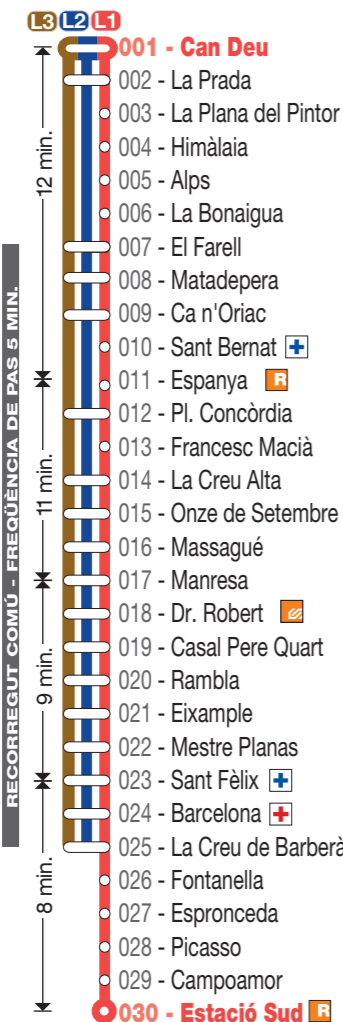 L3 L2 L1
001 - Can Deu
002 - La Prada
003 - La Plana del Pintor
004 - Himàlaia
005 - Alps
006 - La Bonaigua
007 - El Farell
008 - Matadepera
009 - Ca n'Oriac
010 - Sant Bernat
011 - Espanya R
012 - Pl. Concòrdia
013 - Francesc Macià
014 - La Creu Alta
015 - Onze de Setembre
016 - Massagué
017 - Manresa
018 - Dr. Robert
019 - Casal Pere Quart
020 - Rambla
021 - Eixample
022 - Mestre Planas
023 - Sant Fèlix
024 - Barcelona
025 - La Creu de Barberà
026 - Fontanella
027 - Espronceda
028 - Picasso
029 - Campoamor
030 - Estació Sud R
12 min.
11 min.
9 min.
8 min.
RECORREGUT COMÚ - FREQÜÈNCIA DE PAS 5 MIN.